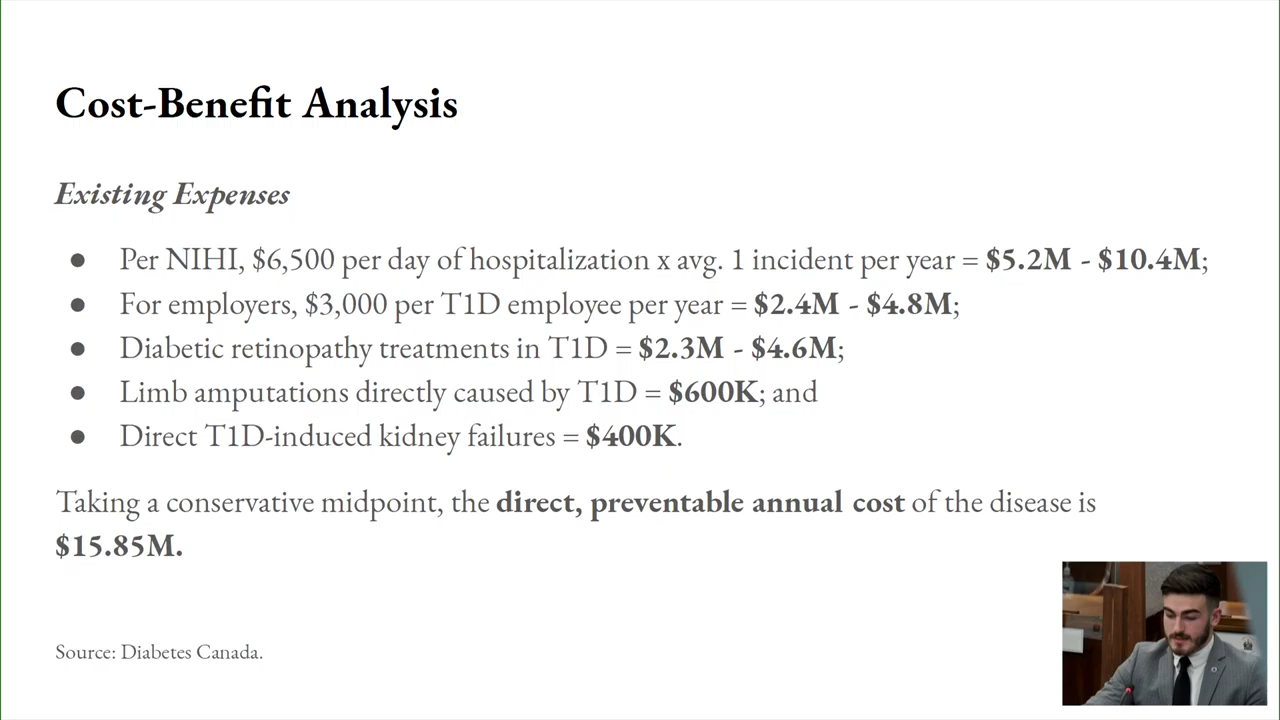 Cost-Benefit Analysis
Existing Expenses
● Per NIHI, $6,500 per day of hospitalization x avg. 1 incident per year = $5.2M - $10.4M;
● For employers, $3,000 per T1D employee per year = $2.4M - $4.8M;
● Diabetic retinopathy treatments in T1D = $2.3M - $4.6M;
● Limb amputations directly caused by T1D = $600K; and
● Direct T1D-induced kidney failures = $400K.
Taking a conservative midpoint, the direct, preventable annual cost of the disease is
$15.85M.
Source: Diabetes Canada.